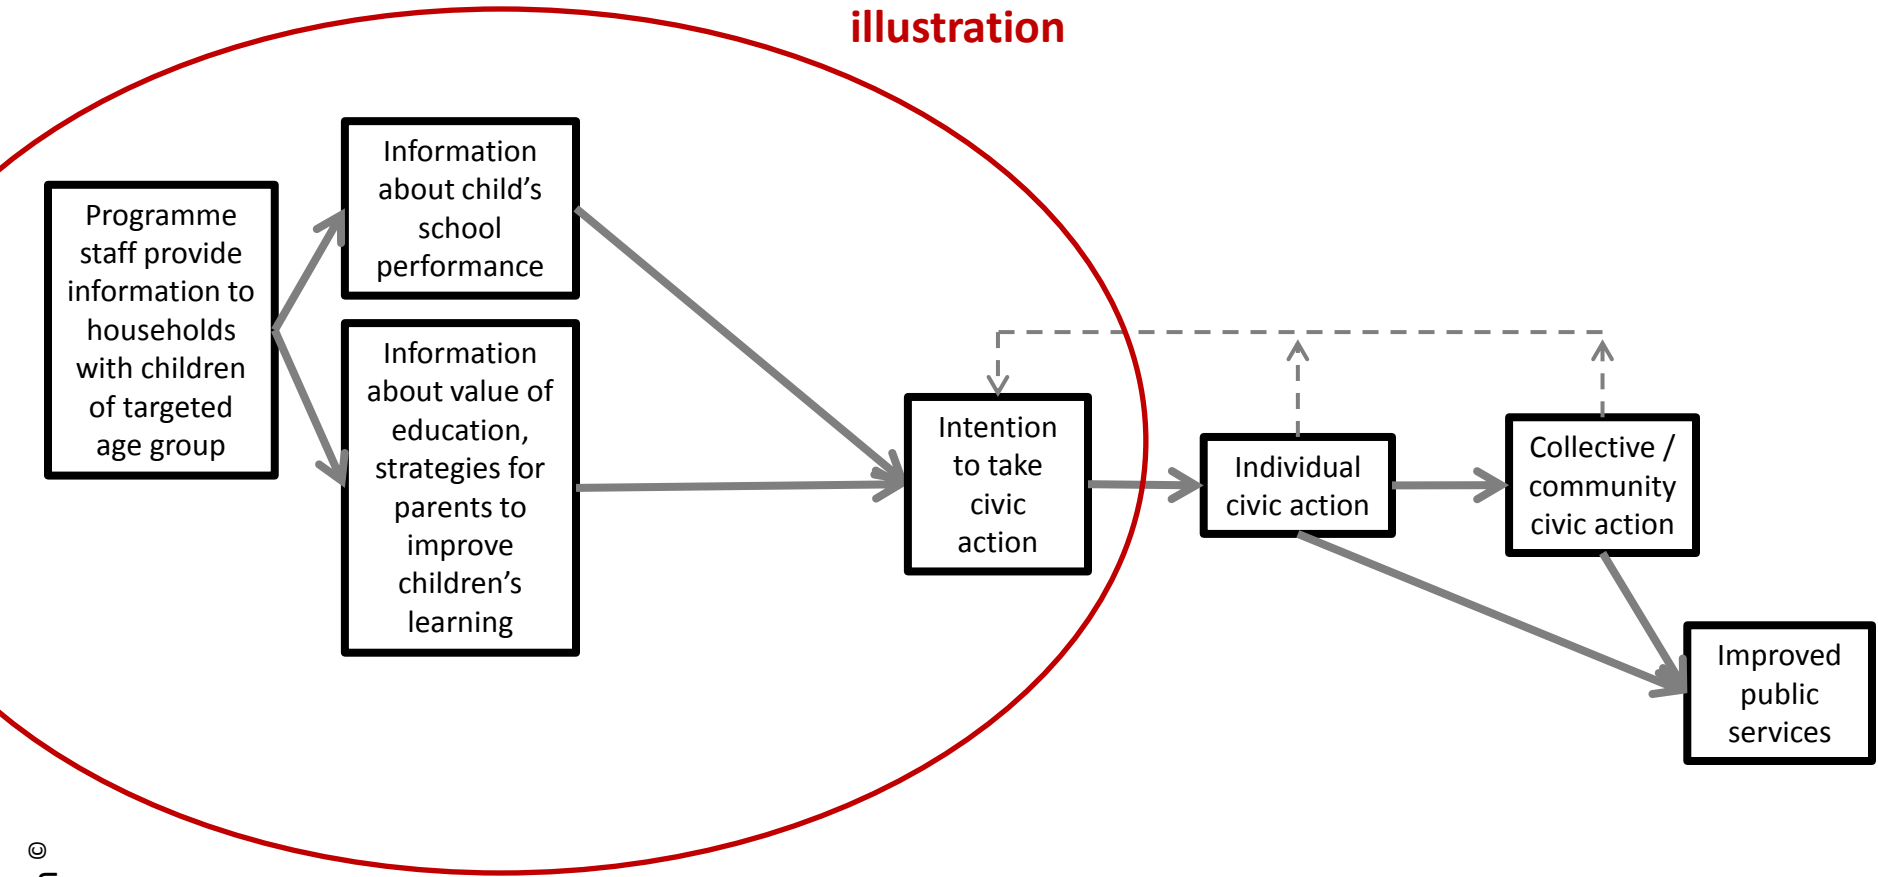 illustration
Programme
staff provide
information to
households
with children
of targeted
age group
Information
about child’s
school
performance
Information
about value of
education,
strategies for
parents to
improve
children’s
learning
Intention
to take
civic
action
Individual
civic action
Collective /
community
civic action
Improved
public
services
©